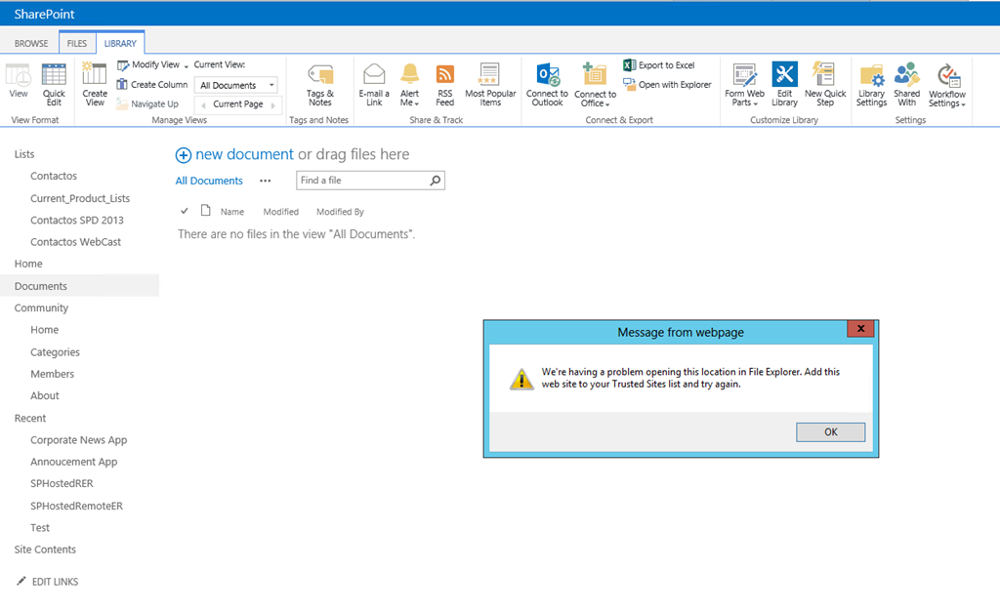 SharePoint
BROWSE FILES LIBRARY
View
Quick
Edit
View Format
Create
View
Modify View
Create Column
Navigate Up
Current View:
All Documents
Current Page
Manage Views
Tags &
Notes
Tags and Notes
E-mail a
Link
Alert
Me
RSS
Feed
Most Popular
Items
Share & Track
Connect to
Outlook
Connect to
Office
Export to Excel
Open with Explorer
Connect & Export
Form Web
Parts
Edit
Library
New Quick
Step
Customize Library
Library
Settings
Shared
With
Workflow
Settings
Settings
Lists
Contactos
Current_Product_Lists
Contactos SPD 2013
Contactos WebCast
Home
Documents
Community
Home
Categories
Members
About
Recent
Corporate News App
Annoucement App
SPHostedRER
SPHostedRemoteER
Test
Site Contents
EDIT LINKS
new document or drag files here
All Documents ••• Find a file
Name Modified Modified By
There are no files in the view "All Documents".
Message from webpage
X
We're having a problem opening this location in File Explorer. Add this
web site to your Trusted Sites list and try again.
OK